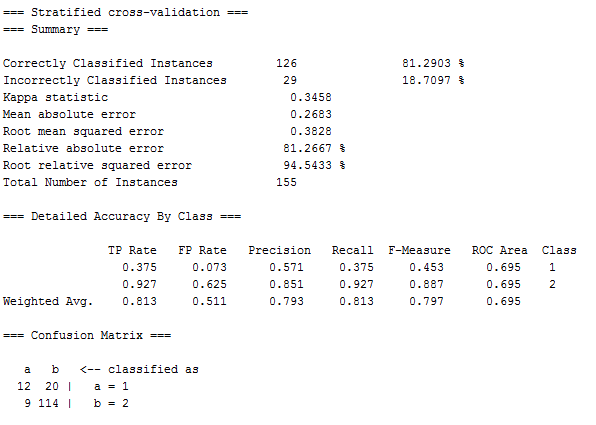 === Stratified cross-validation ===
=== Summary ===
Correctly Classified Instances 126 81.2903 %
Incorrectly Classified Instances 29 18.7097 %
Kappa statistic 0.3458
Mean absolute error 0.2683
Root mean squared error 0.3828
Relative absolute error 81.2667 %
Root relative squared error 94.5433 %
Total Number of Instances 155
=== Detailed Accuracy By Class ===
TP Rate FP Rate Precision Recall F-Measure ROC Area Class
0.375 0.073 0.571 0.375 0.453 0.695 1
0.927 0.625 0.851 0.927 0.887 0.695 2
Weighted Avg. 0.813 0.511 0.793 0.813 0.797 0.695
=== Confusion Matrix ===
a b <-- classified as
12 20 | a = 1
9 114 | b = 2